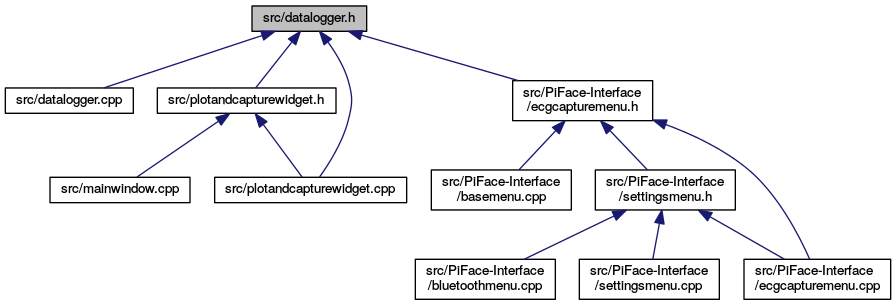 src/datalogger.h
src/datalogger.cpp
src/plotandcapturewidget.h
src/PiFace-Interface
/ecgcapturemenu.h
src/mainwindow.cpp
src/plotandcapturewidget.cpp
src/PiFace-Interface
/basemenu.cpp
src/PiFace-Interface
/settingsmenu.h
src/PiFace-Interface
/bluetoothmenu.cpp
src/PiFace-Interface
/settingsmenu.cpp
src/PiFace-Interface
/ecgcapturemenu.cpp